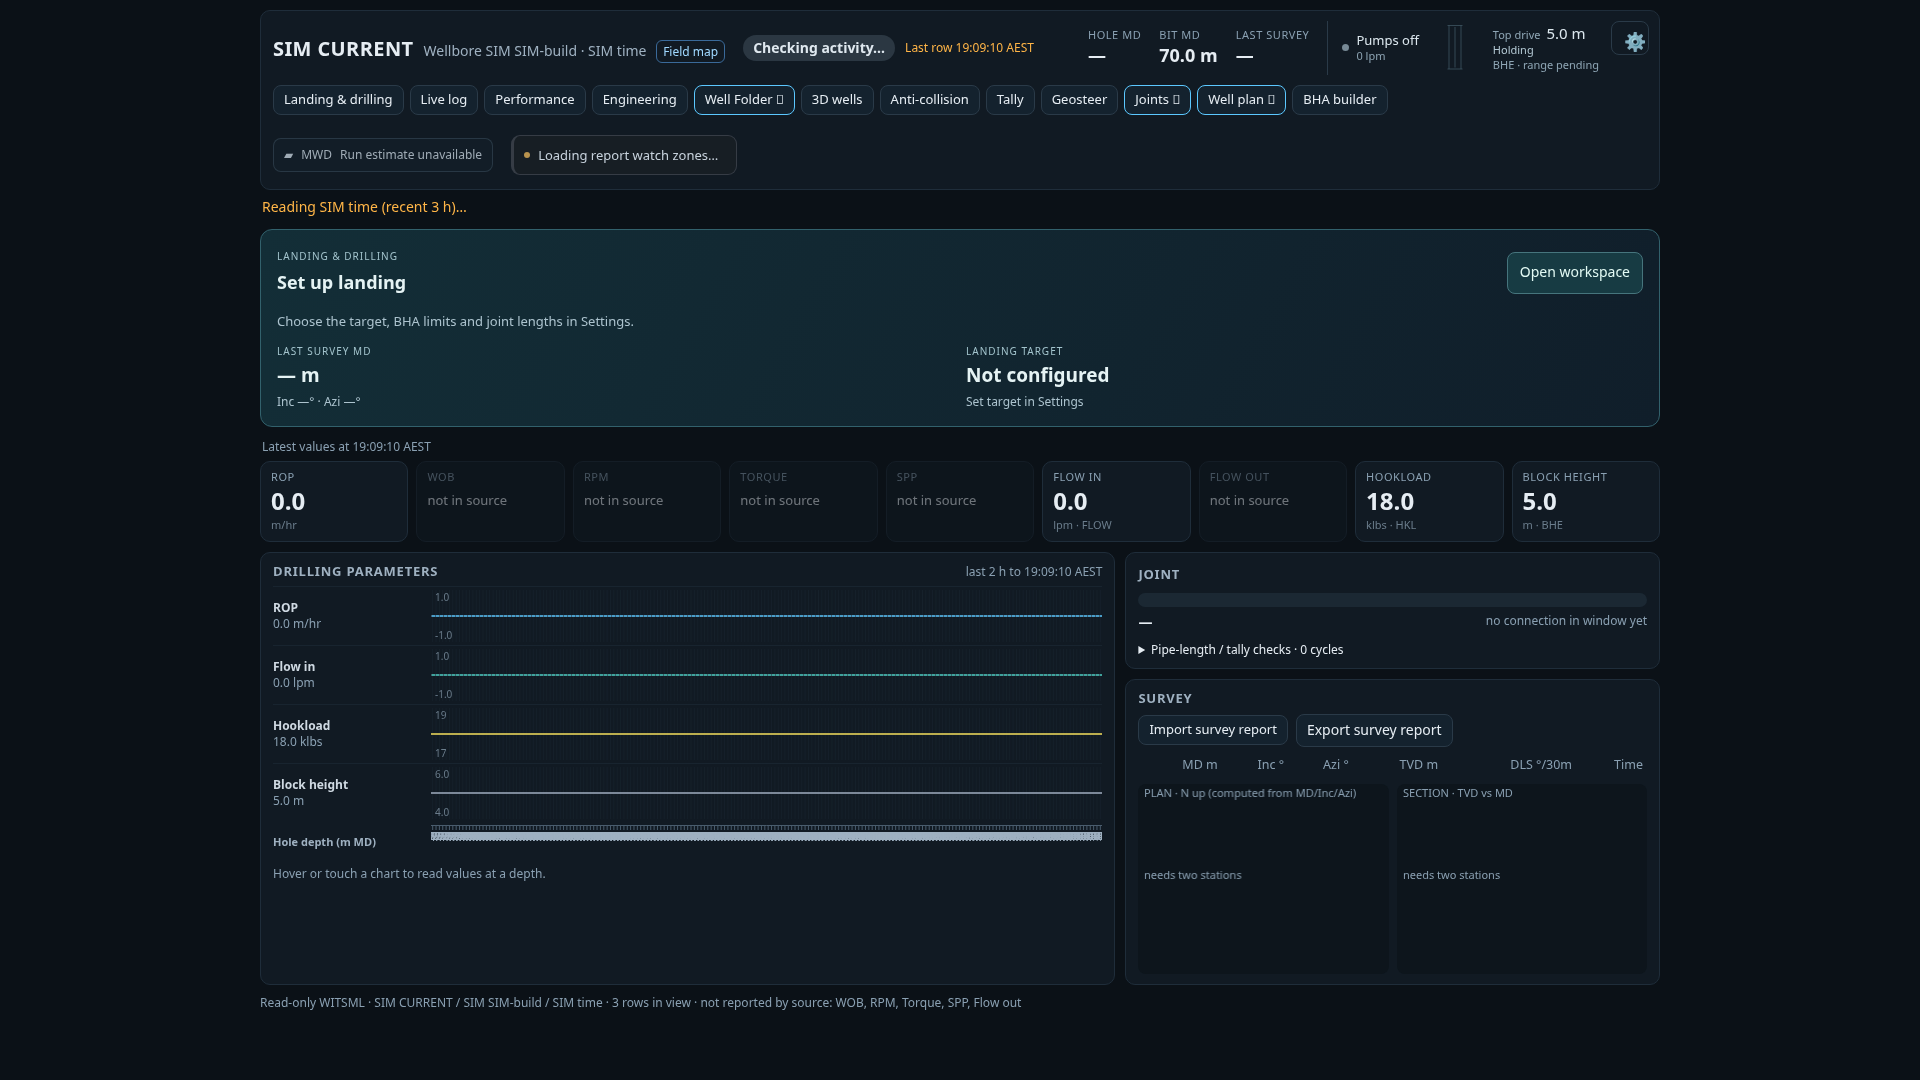 SIM CURRENT Wellbore SIM SIM-build · SIM time Field map Checking activity... Last row 19:09:10 AEST
HOLE MD
—
BIT MD
70.0 m
LAST SURVEY
—
Pumps off
0 lpm
Top drive 5.0 m
Holding
BHE · range pending
Landing & drilling Live log Performance Engineering Well Folder 3D wells Anti-collision Tally Geosteer Joints Well plan BHA builder
MWD Run estimate unavailable
Loading report watch zones...
Reading SIM time (recent 3 h)...
LANDING & DRILLING
Set up landing
Open workspace
Choose the target, BHA limits and joint lengths in Settings.
LAST SURVEY MD
— m
Inc —° · Azi —°
LANDING TARGET
Not configured
Set target in Settings
Latest values at 19:09:10 AEST
ROP
0.0
m/hr
WOB
not in source
RPM
not in source
TORQUE
not in source
SPP
not in source
FLOW IN
0.0
lpm · FLOW
FLOW OUT
not in source
HOOKLOAD
18.0
klbs · HKL
BLOCK HEIGHT
5.0
m · BHE
DRILLING PARAMETERS
last 2 h to 19:09:10 AEST
ROP
0.0 m/hr
1.0
-1.0
Flow in
0.0 lpm
1.0
-1.0
Hookload
18.0 klbs
19
17
Block height
5.0 m
6.0
4.0
Hole depth (m MD)
Hover or touch a chart to read values at a depth.
JOINT
—
no connection in window yet
Pipe-length / tally checks · 0 cycles
SURVEY
Import survey report
Export survey report
MD m Inc ° Azi ° TVD m DLS °/30m Time
PLAN · N up (computed from MD/Inc/Azi)
needs two stations
SECTION · TVD vs MD
needs two stations
Read-only WITSML · SIM CURRENT / SIM SIM-build / SIM time · 3 rows in view · not reported by source: WOB, RPM, Torque, SPP, Flow out